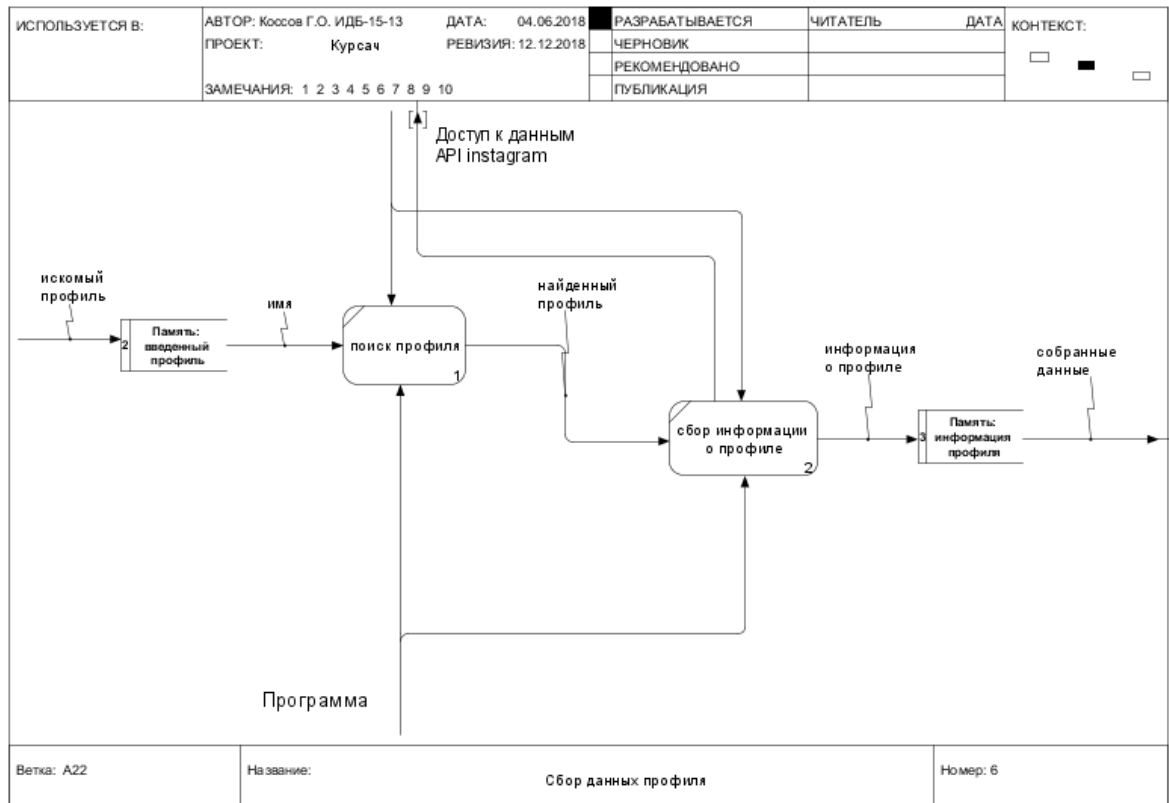 ИСПОЛЬЗУЕТСЯ В:
АВТОР: Коссов Г.О. ИДБ-15-13
ДАТА: 04.06.2018
ПРОЕКТ: Курсач
РЕВИЗИЯ: 12.12.2018
ЗАМЕЧАНИЯ: 1 2 3 4 5 6 7 8 9 10
РАЗРАБАТЫВАЕТСЯ
ЧЕРНОВИК
РЕКОМЕНДОВАНО
ПУБЛИКАЦИЯ
ЧИТАТЕЛЬ
ДАТА
КОНТЕКСТ:
[ ]
Доступ к данным
API instagram
искомый
профиль
2
Память:
введенный
профиль
имя
поиск профиля
1
найденный
профиль
сбор информации
о профиле
2
информация
о профиле
3
Память:
информация
профиля
собранные
данные
Программа
Ветка: A22
Название:
Сбор данных профиля
Номер: 6